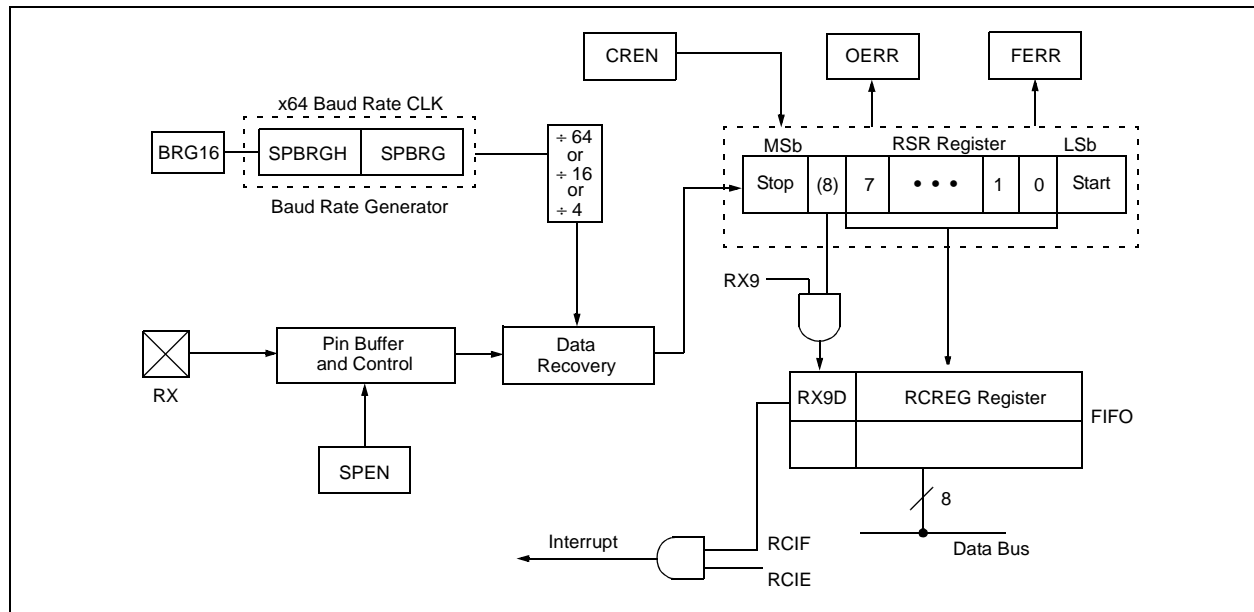 CREN
OERR
FERR
x64 Baud Rate CLK
BRG16
SPBRGH
SPBRG
Baud Rate Generator
÷ 64
or
÷ 16
or
÷ 4
MSb
RSR Register
LSb
Stop
(8)
7
• • •
1
0
Start
RX9
RX
Pin Buffer
and Control
Data
Recovery
SPEN
RX9D
RCREG Register
FIFO
8
Data Bus
Interrupt
RCIF
RCIE